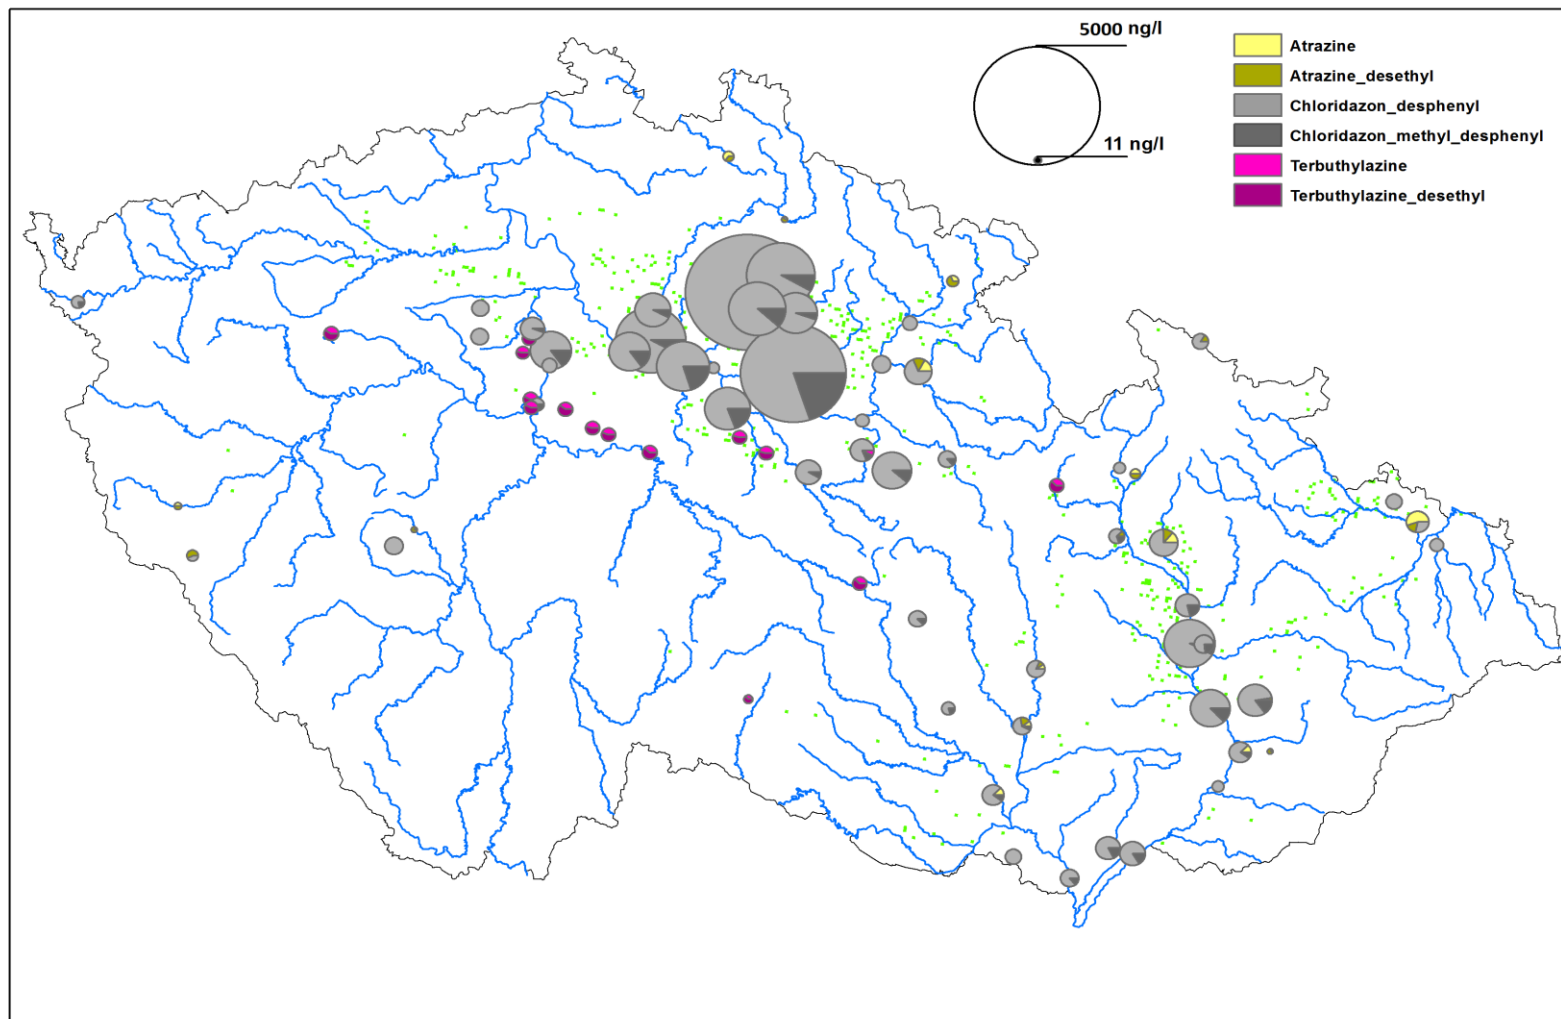 5000 ng/l
11 ng/l
Atrazine
Atrazine_desethyl
Chloridazon_desphenyl
Chloridazon_methyl_desphenyl
Terbuthylazine
Terbuthylazine_desethyl